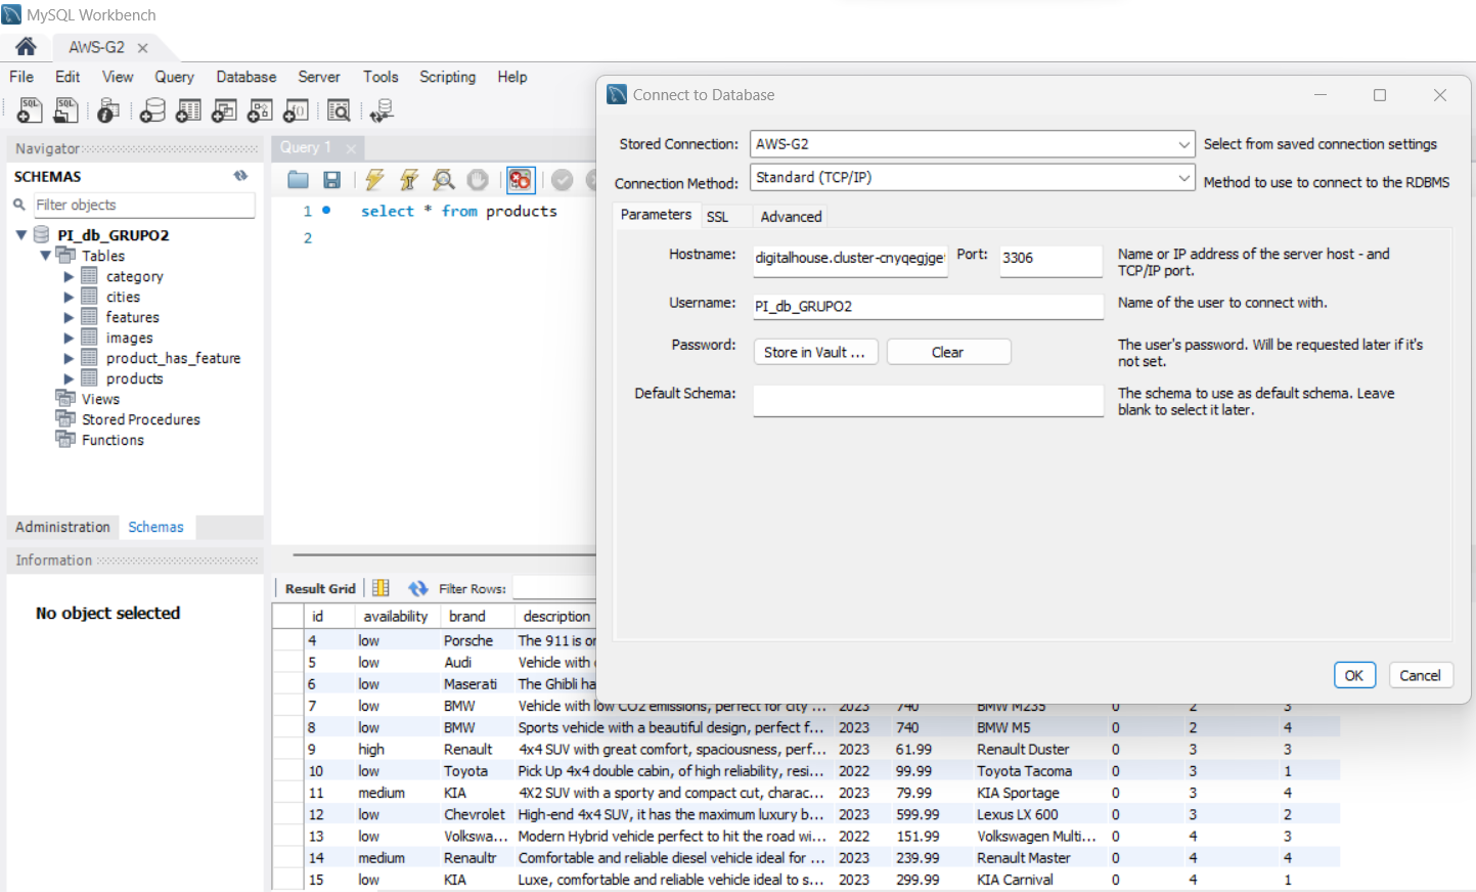 MySQL Workbench
AWS-G2
File Edit View Query Database Server Tools Scripting Help
Navigator
SCHEMAS
Filter objects
PI_db_GRUPO2
Tables
category
cities
features
images
product_has_feature
products
Views
Stored Procedures
Functions
Administration Schemas
Information
No object selected
Query 1
1 select * from products
2
Connect to Database
Stored Connection: AWS-G2 Select from saved connection settings
Connection Method: Standard (TCP/IP) Method to use to connect to the RDBMS
Parameters SSL Advanced
Hostname: digitalhouse.cluster-cnyqegjge Port: 3306 Name or IP address of the server host - and
TCP/IP port.
Username: PI_db_GRUPO2 Name of the user to connect with.
Password: Store in Vault ... Clear The user's password. Will be requested later if it's
not set.
Default Schema: The schema to use as default schema. Leave
blank to select it later.
OK Cancel
Result Grid Filter Rows:
id availability brand description
4 low Porsche The 911 is
5 low Audi Vehicle with
6 low Maserati The Ghibli ha
7 low BMW Vehicle with low CO2 emissions, perfect for city ... 2023 740 BMW M235 0 2 3
8 low BMW Sports vehicle with a beautiful design, perfect f... 2023 740 BMW M5 0 2 4
9 high Renault 4x4 SUV with great comfort, spaciousness, perf... 2023 61.99 Renault Duster 0 3 3
10 low Toyota Pick Up 4x4 double cabin, of high reliability, resi... 2022 99.99 Toyota Tacoma 0 3 1
11 medium KIA 4X2 SUV with a sporty and compact cut, charac... 2023 79.99 KIA Sportage 0 3 4
12 low Chevrolet High-end 4x4 SUV, it has the maximum luxury b... 2023 599.99 Lexus LX 600 0 3 2
13 low Volkswa... Modern Hybrid vehicle perfect to hit the road wi... 2022 151.99 Volkswagen Multi... 0 4 3
14 medium Renaultr Comfortable and reliable diesel vehicle ideal for ... 2023 239.99 Renault Master 0 4 4
15 low KIA Luxe, comfortable and reliable vehicle ideal to s... 2023 299.99 KIA Carnival 0 4 1